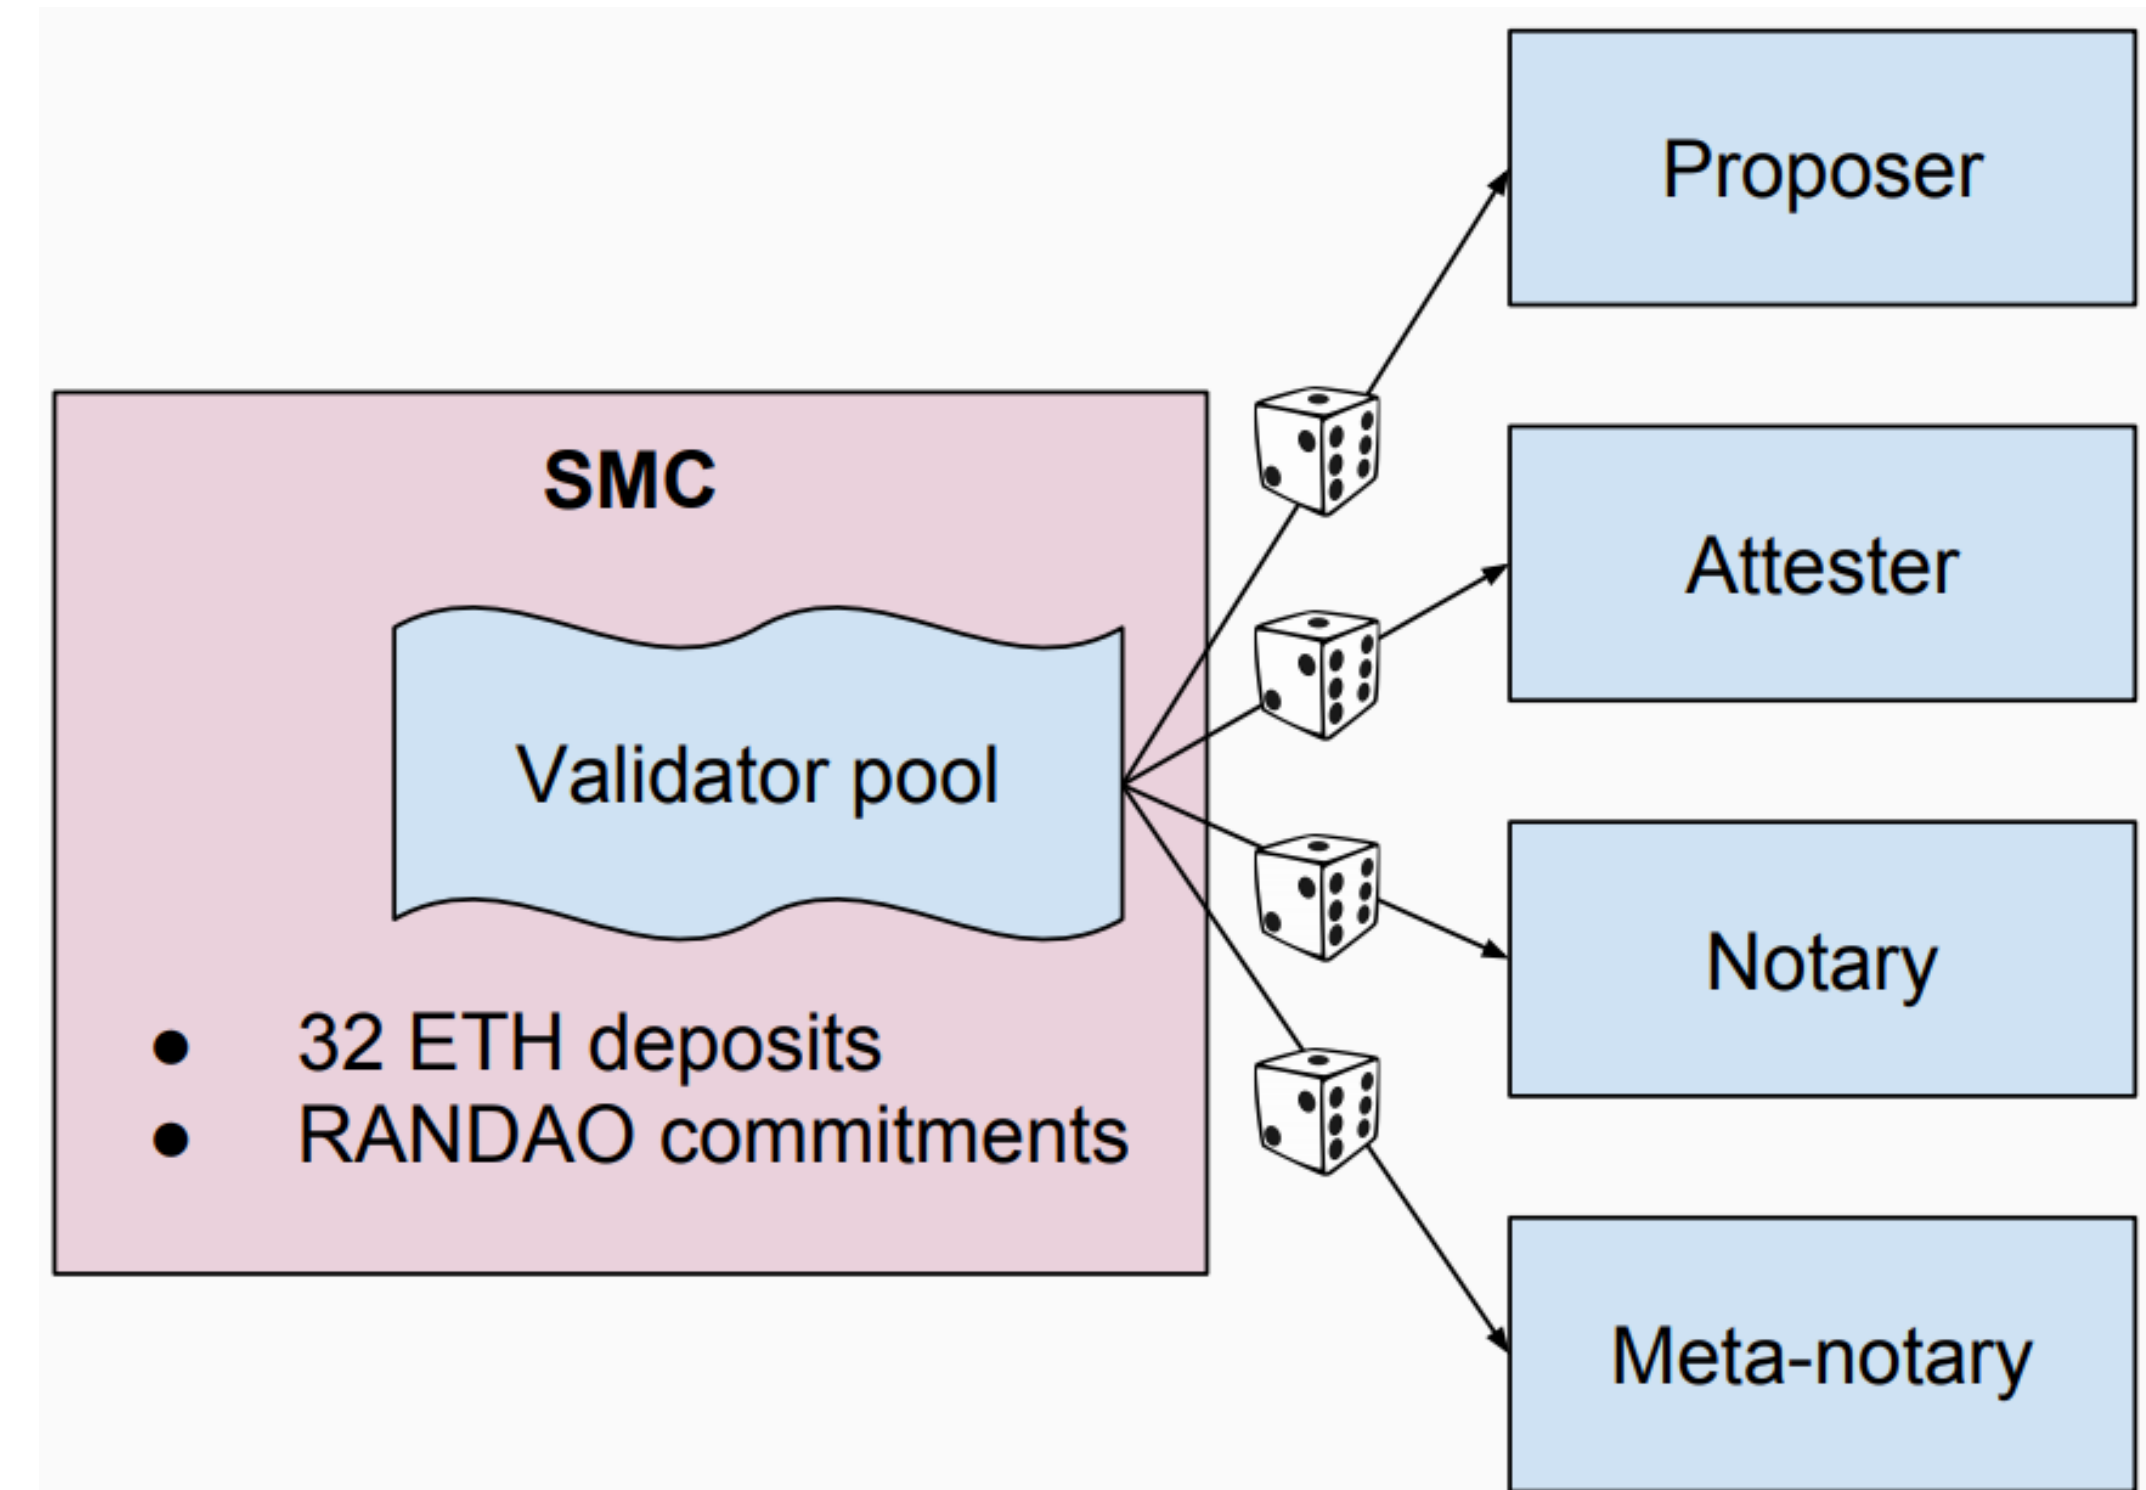 Proposer
SMC
Attester
Validator pool
Notary
● 32 ETH deposits
● RANDAO commitments
Meta-notary